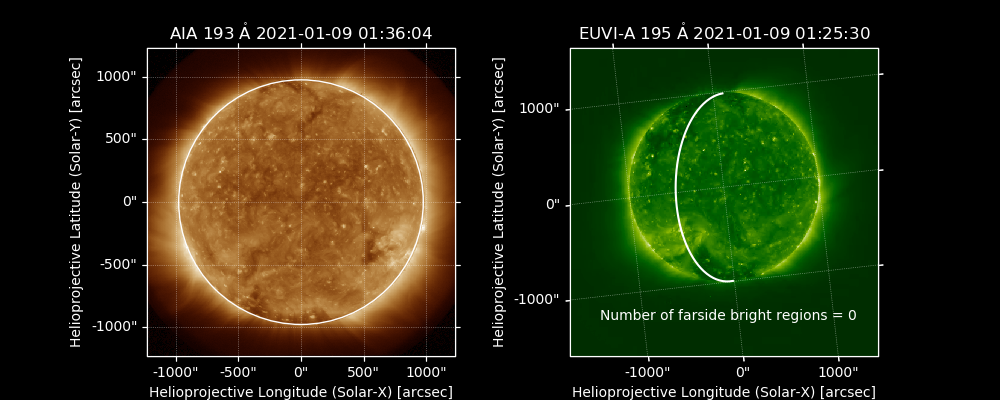 AIA 193 Å 2021-01-09 01:36:04
Helioprojective Latitude (Solar-Y) [arcsec]
1000"
500"
0"
-500"
-1000"
-1000" -500" 0" 500" 1000"
Helioprojective Longitude (Solar-X) [arcsec]
EUVI-A 195 Å 2021-01-09 01:25:30
Helioprojective Latitude (Solar-Y) [arcsec]
1000"
0"
-1000"
Number of farside bright regions = 0
-1000" 0" 1000"
Helioprojective Longitude (Solar-X) [arcsec]